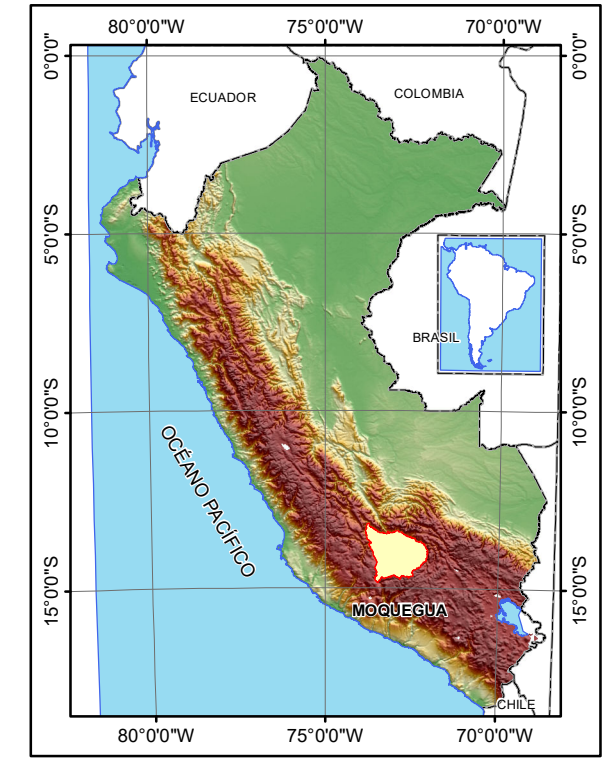 80°0'0"W
75°0'0"W
70°0'0"W
0°0'0"
0°0'0"
ECUADOR
COLOMBIA
5°0'0"S
5°0'0"S
BRASIL
10°0'0"S
10°0'0"S
OCÉANO PACÍFICO
15°0'0"S
15°0'0"S
MOQUEGUA
CHILE
80°0'0"W
75°0'0"W
70°0'0"W